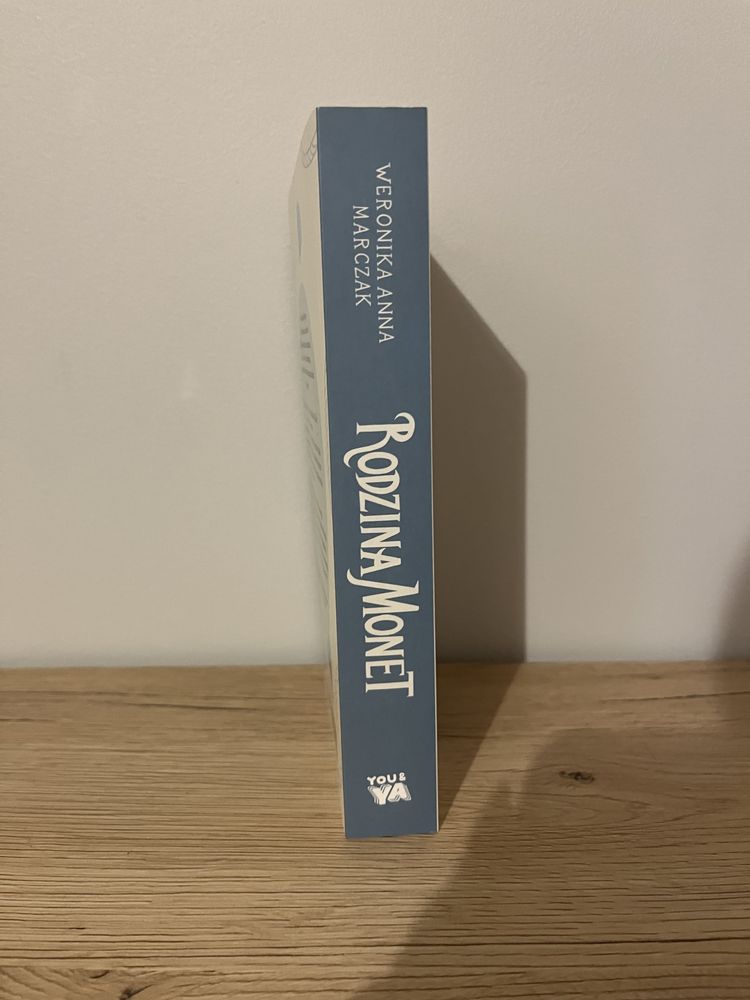 WERONIKA ANNA
MARCZAK
RODZINA MONET
YOU &
YA